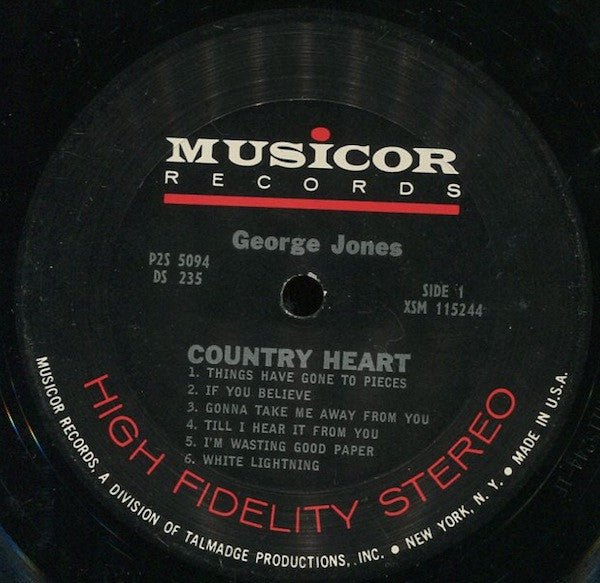 MUSICOR
RECORDS
George Jones
P2S 5094
DS 235
SIDE 1
XSM 115244
COUNTRY HEART
1. THINGS HAVE GONE TO PIECES
2. IF YOU BELIEVE
3. GONNA TAKE ME AWAY FROM YOU
4. TILL I HEAR IT FROM YOU
5. I'M WASTING GOOD PAPER
6. WHITE LIGHTNING
HIGH FIDELITY STEREO
MUSICOR RECORDS, A DIVISION OF TALMADGE PRODUCTIONS, INC. • NEW YORK, N. Y. • MADE IN U.S.A.